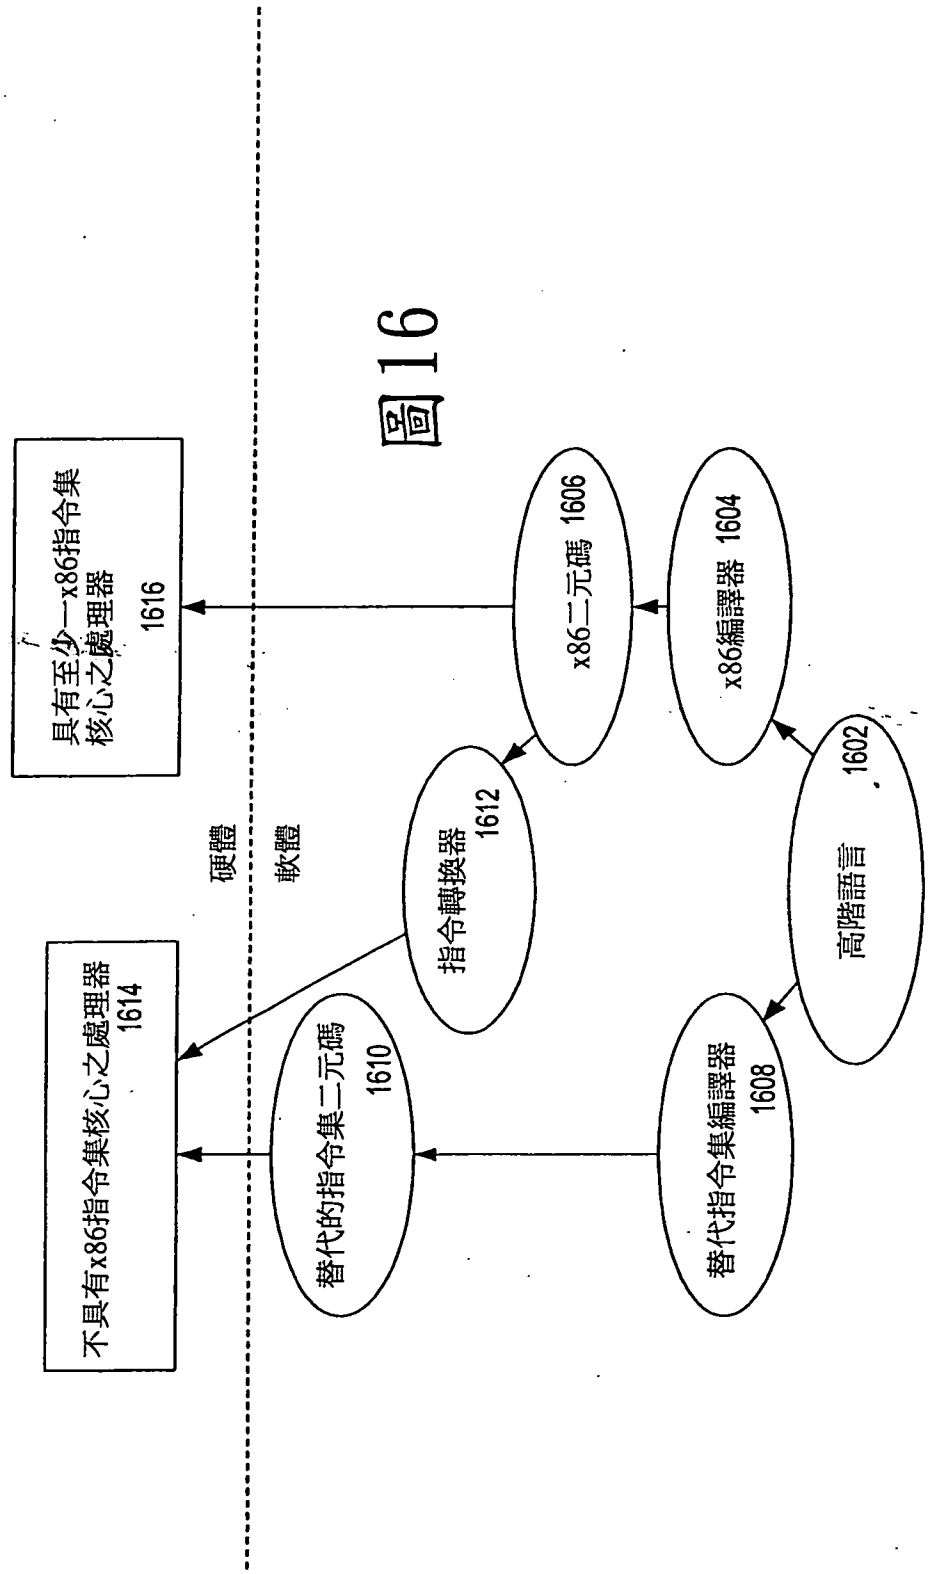 不具有x86指令集核心之處理器
1614
具有至少一x86指令集
核心之處理器
1616
硬體
軟體
替代的指令集二元碼
1610
指令轉換器
1612
x86二元碼 1606
替代指令集編譯器
1608
x86編譯器 1604
高階語言
1602
圖16